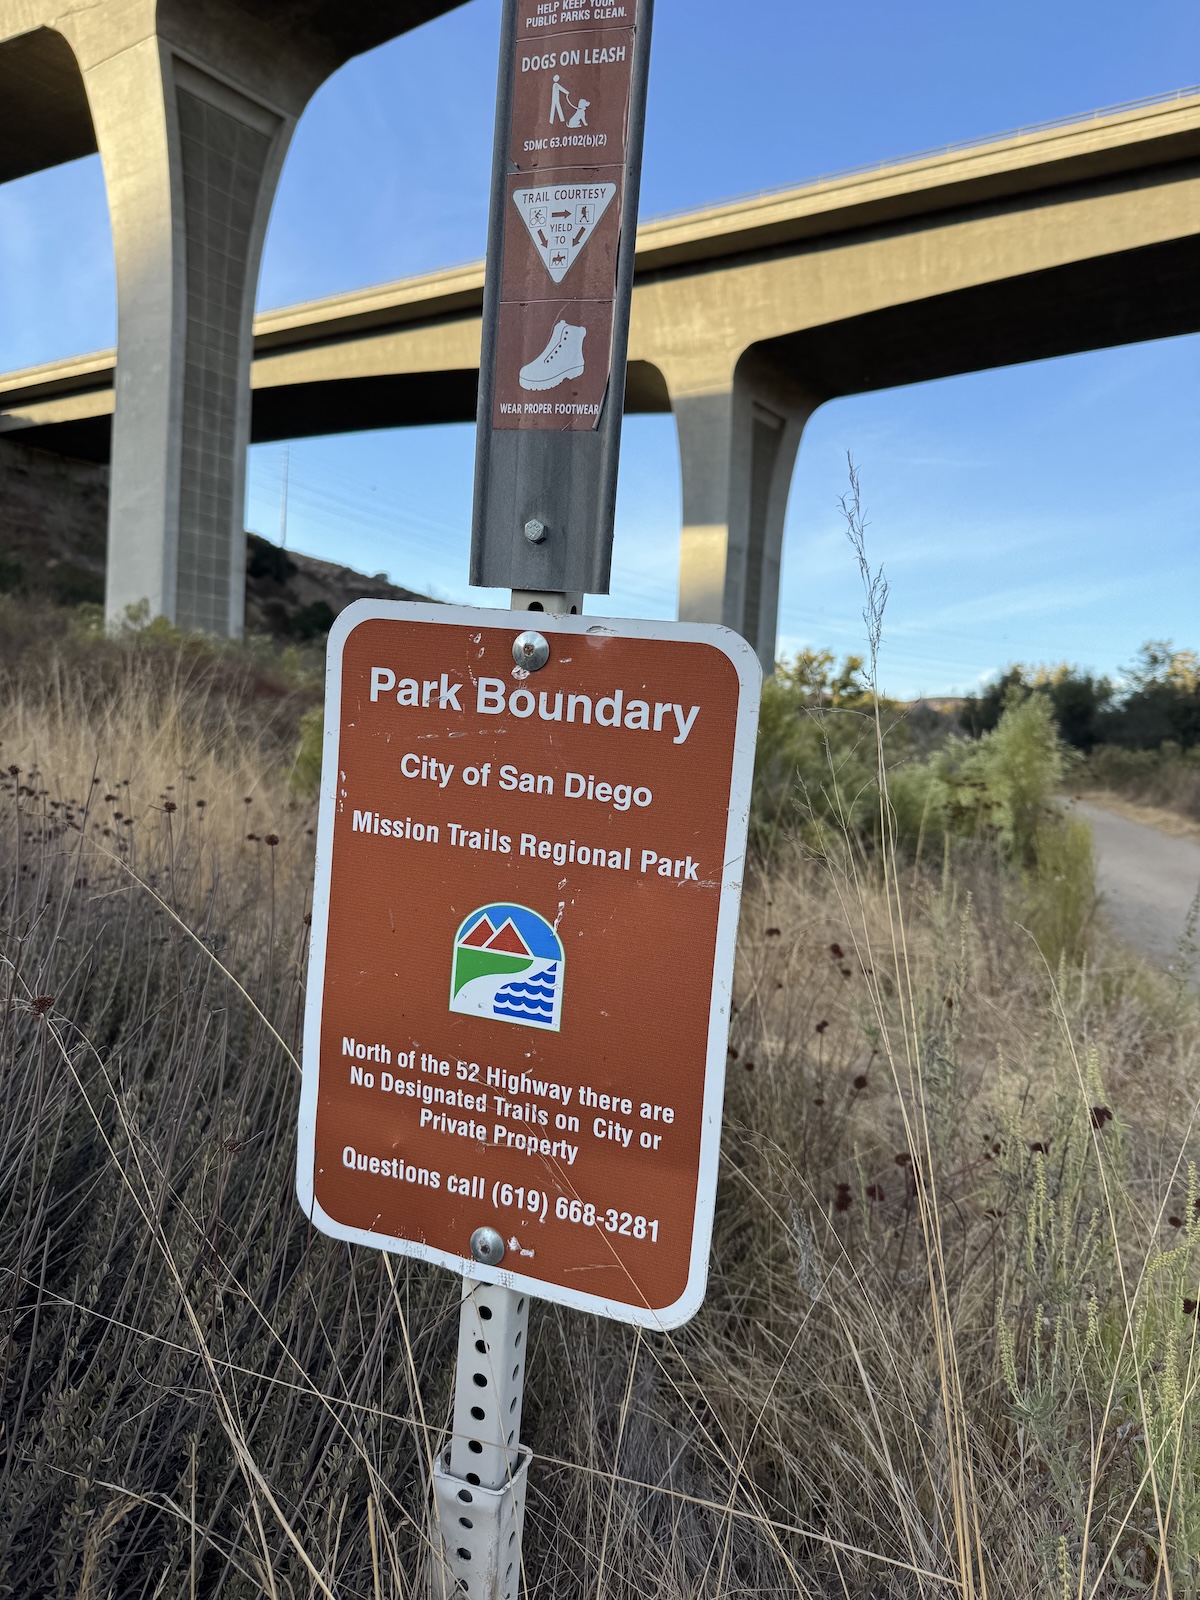 HELP KEEP YOUR
PUBLIC PARKS CLEAN.
DOGS ON LEASH
SDMC 63.0102(b)(2)
TRAIL COURTESY
YIELD
TO
WEAR PROPER FOOTWEAR
Park Boundary
City of San Diego
Mission Trails Regional Park
North of the 52 Highway there are
No Designated Trails on City or
Private Property
Questions call (619) 668-3281